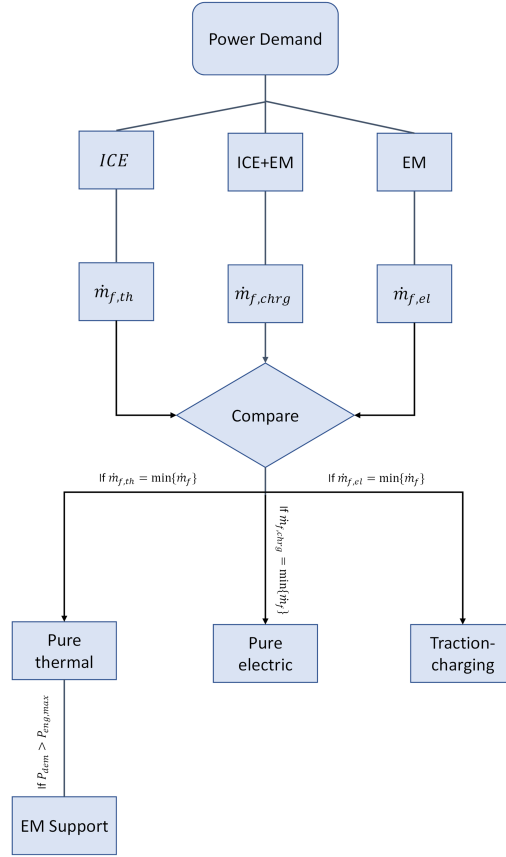 Power Demand
ICE
ICE+EM
EM
ṁ_{f,th}
ṁ_{f,chrg}
ṁ_{f,el}
Compare
If ṁ_{f,th} = min{ṁ_f}
If ṁ_{f,el} = min{ṁ_f}
If ṁ_{f,chrg} = min{ṁ_f}
Pure
thermal
Pure
electric
Traction-
charging
If P_{dem} > P_{eng,max}
EM Support